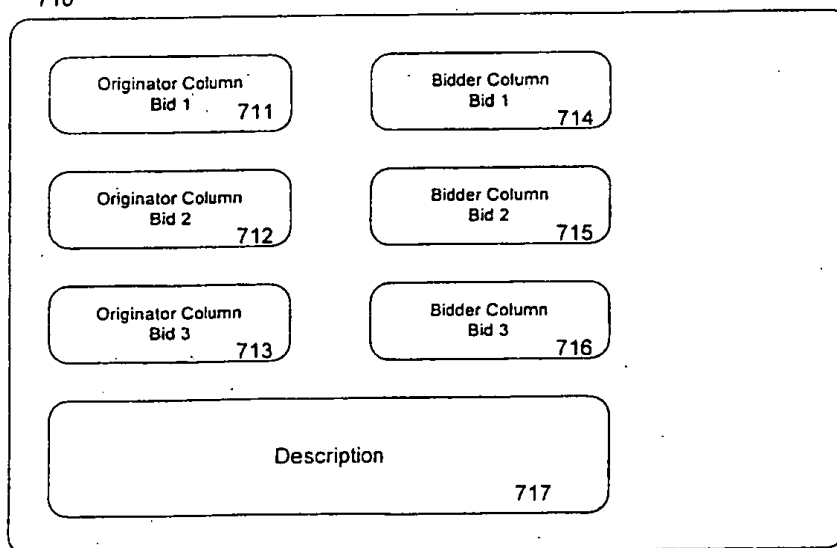 710
Originator Column
Bid 1
711
Bidder Column
Bid 1
714
Originator Column
Bid 2
712
Bidder Column
Bid 2
715
Originator Column
Bid 3
713
Bidder Column
Bid 3
716
Description
717